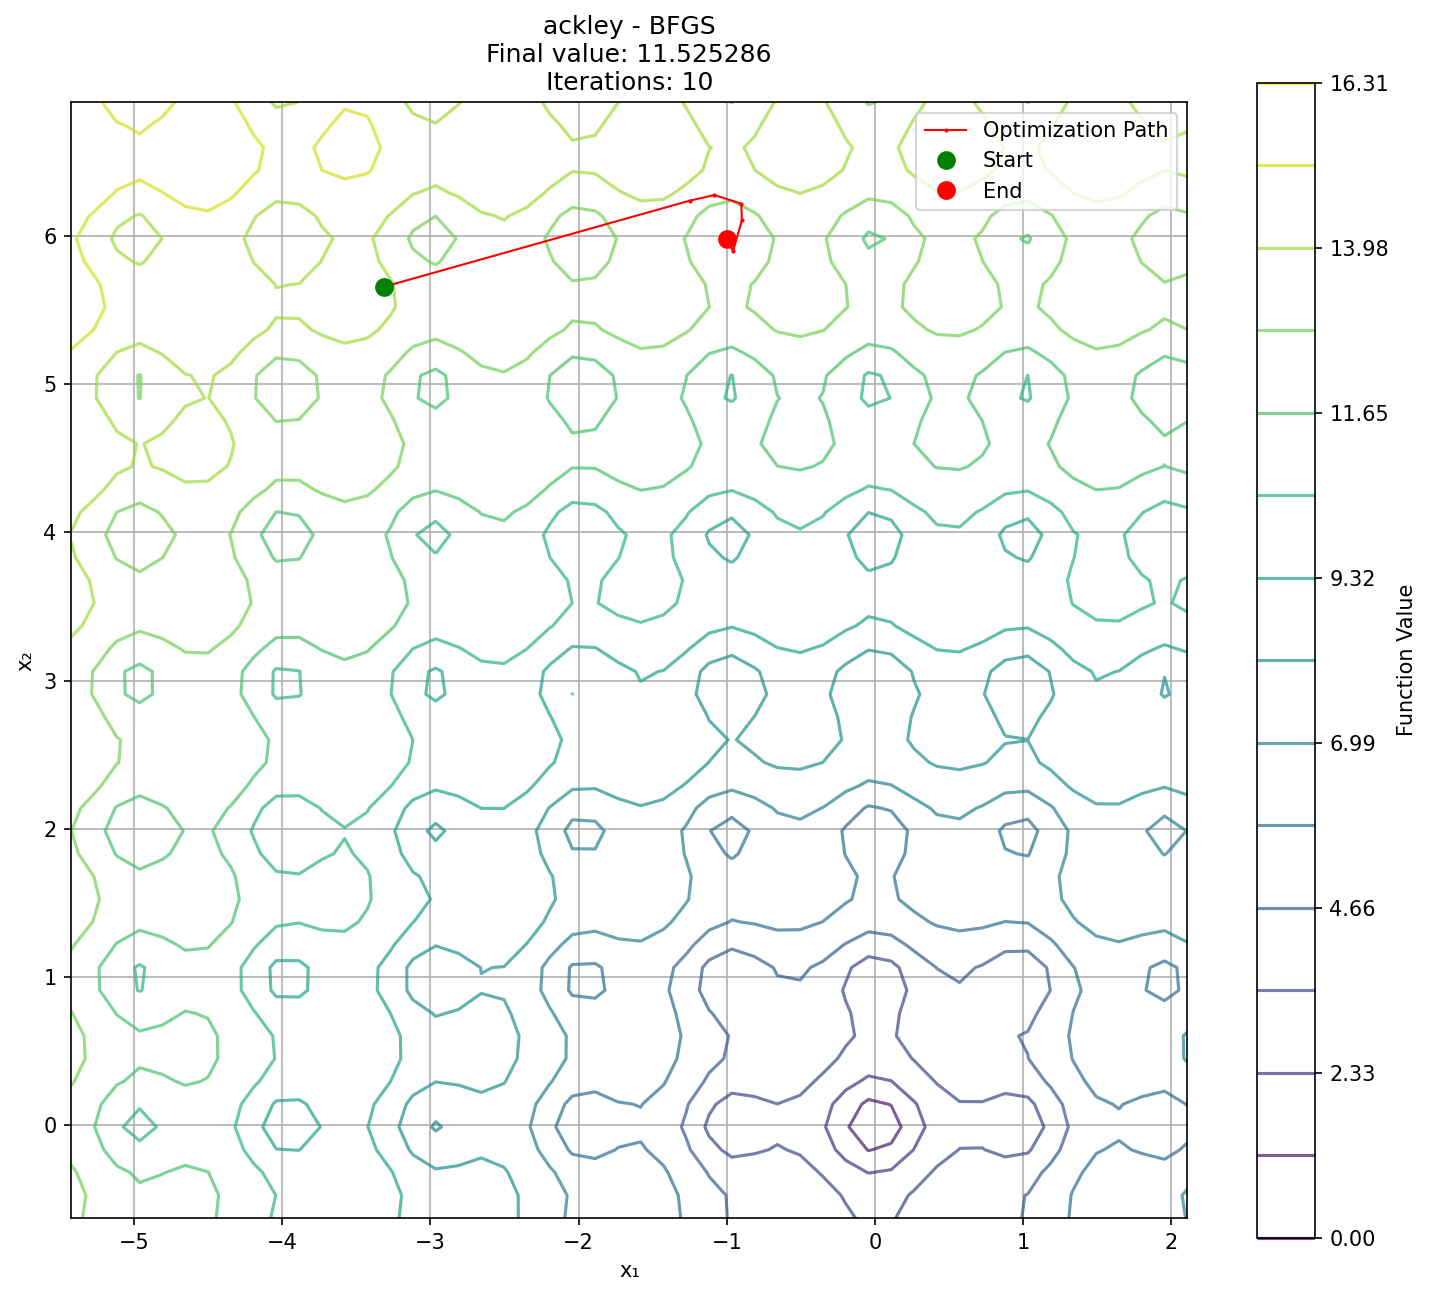 ackley - BFGS
Final value: 11.525286
Iterations: 10
Optimization Path
Start
End
16.31
13.98
11.65
9.32
6.99
4.66
2.33
0.00
Function Value
6
5
4
3
2
1
0
x₂
−5 −4 −3 −2 −1 0 1 2
x₁